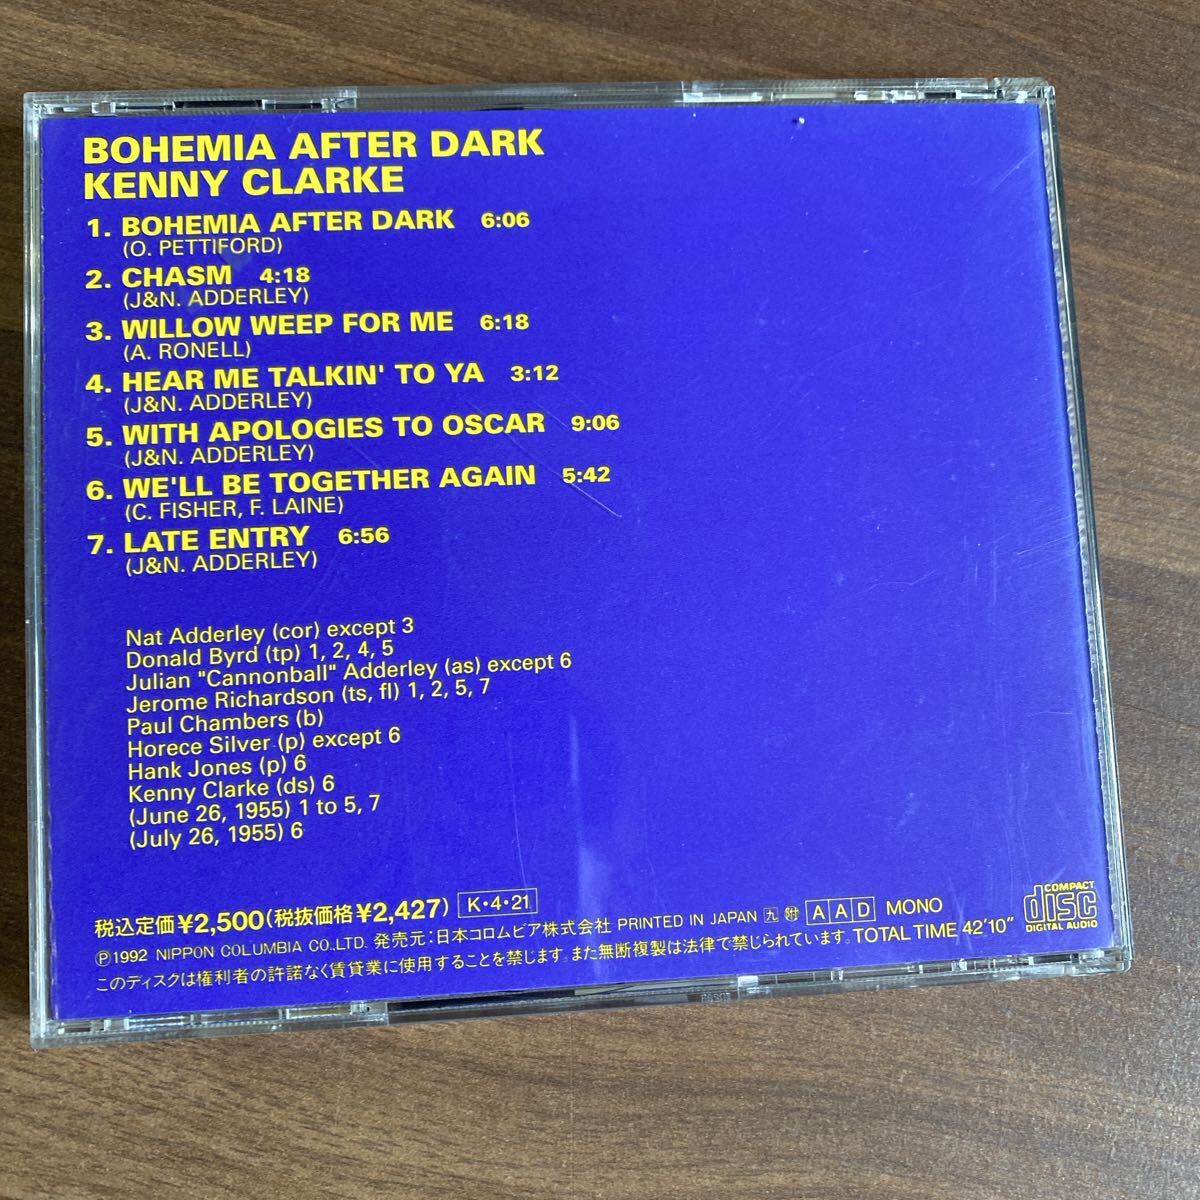 BOHEMIA AFTER DARK
KENNY CLARKE
1. BOHEMIA AFTER DARK 6:06
(O. PETTIFORD)
2. CHASM 4:18
(J&N. ADDERLEY)
3. WILLOW WEEP FOR ME 6:18
(A. RONELL)
4. HEAR ME TALKIN' TO YA 3:12
(J&N. ADDERLEY)
5. WITH APOLOGIES TO OSCAR 9:06
(J&N. ADDERLEY)
6. WE'LL BE TOGETHER AGAIN 5:42
(C. FISHER, F. LAINE)
7. LATE ENTRY 6:56
(J&N. ADDERLEY)
Nat Adderley (cor) except 3
Donald Byrd (tp) 1, 2, 4, 5
Julian "Cannonball" Adderley (as) except 6
Jerome Richardson (ts, fl) 1, 2, 5, 7
Paul Chambers (b)
Horece Silver (p) except 6
Hank Jones (p) 6
Kenny Clarke (ds) 6
(June 26, 1955) 1 to 5, 7
(July 26, 1955) 6
税込定価¥2,500(税抜価格¥2,427) K・4・21
Ⓟ1992 NIPPON COLUMBIA CO.,LTD. 発売元:日本コロムビア株式会社 PRINTED IN JAPAN 九 附 A A D MONO
このディスクは権利者の許諾なく賃貸業に使用することを禁じます。また無断複製は法律で禁じられています。TOTAL TIME 42'10"
COMPACT
disc
DIGITAL AUDIO